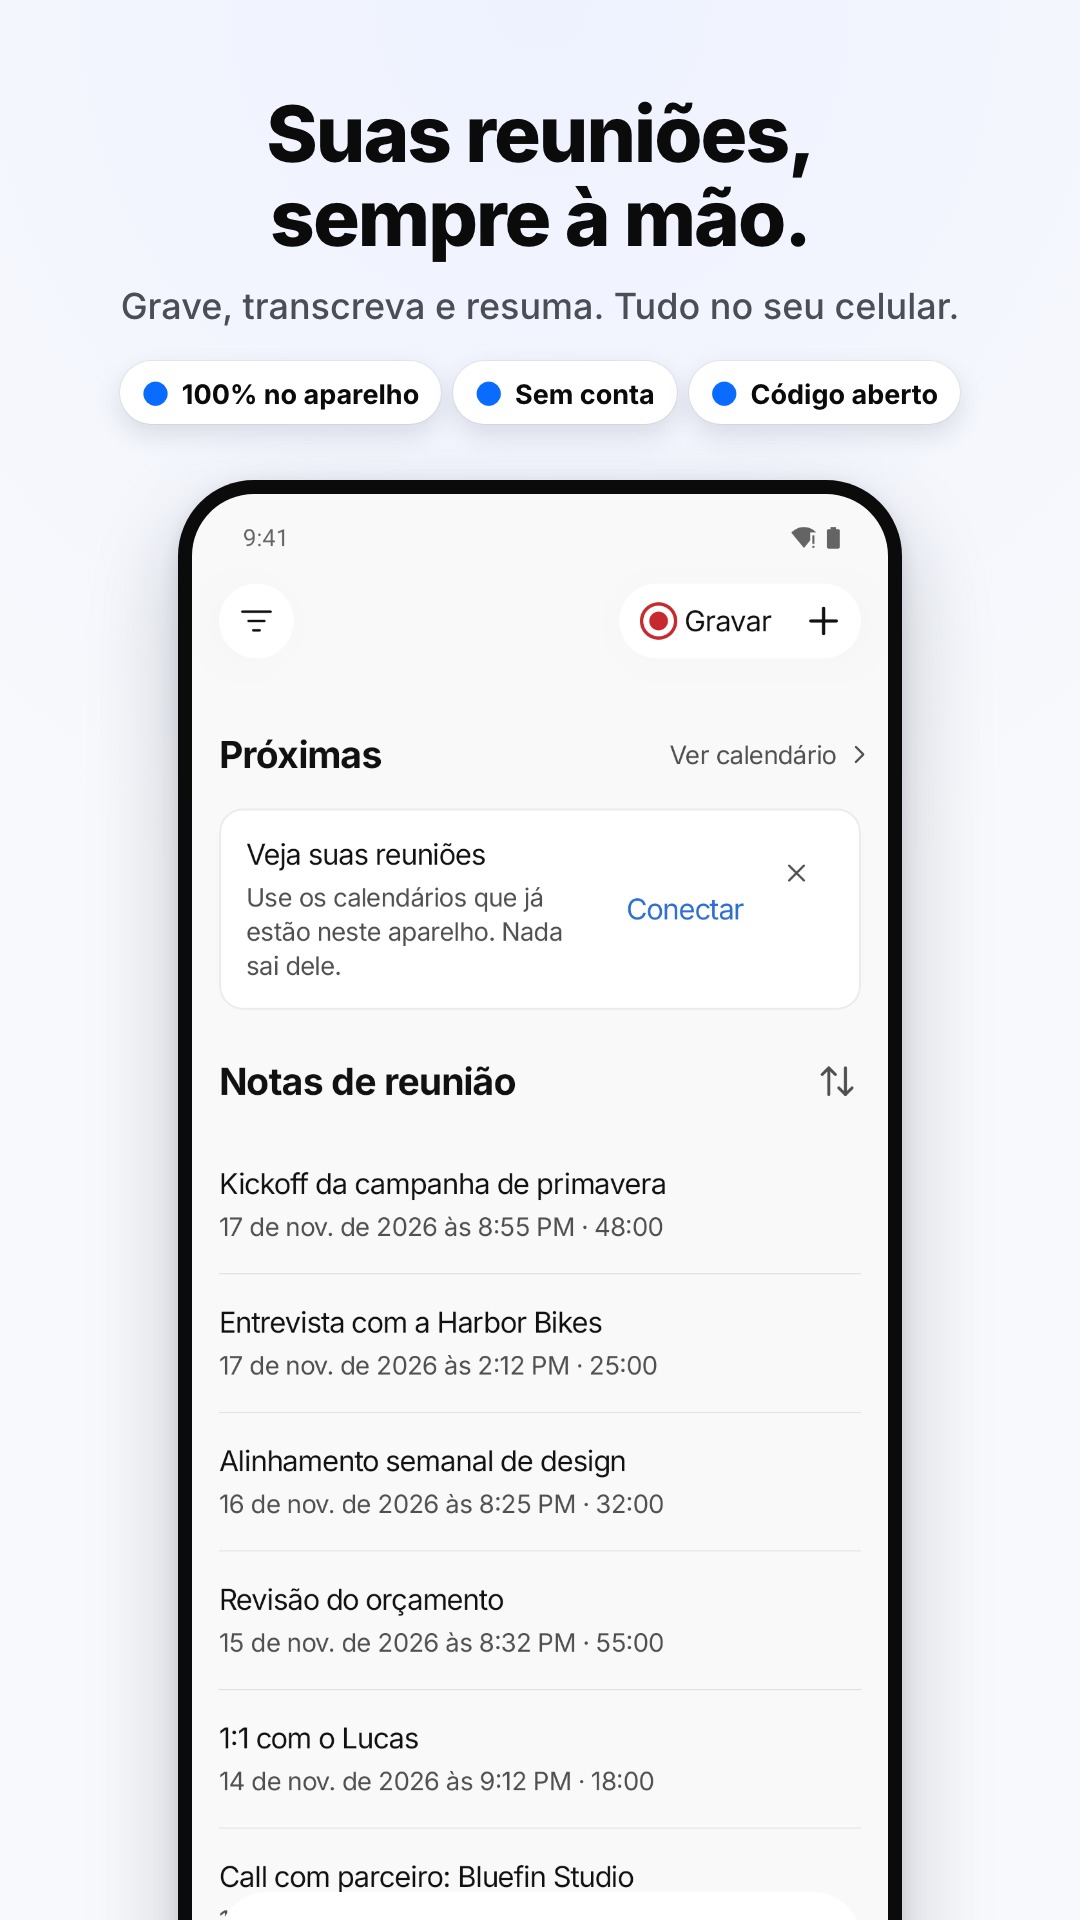 Suas reuniões,
sempre à mão.
Grave, transcreva e resuma. Tudo no seu celular.
100% no aparelho
Sem conta
Código aberto
9:41
Gravar
Próximas
Ver calendário
Veja suas reuniões
Use os calendários que já
estão neste aparelho. Nada
sai dele.
Conectar
Notas de reunião
Kickoff da campanha de primavera
17 de nov. de 2026 às 8:55 PM · 48:00
Entrevista com a Harbor Bikes
17 de nov. de 2026 às 2:12 PM · 25:00
Alinhamento semanal de design
16 de nov. de 2026 às 8:25 PM · 32:00
Revisão do orçamento
15 de nov. de 2026 às 8:32 PM · 55:00
1:1 com o Lucas
14 de nov. de 2026 às 9:12 PM · 18:00
Call com parceiro: Bluefin Studio